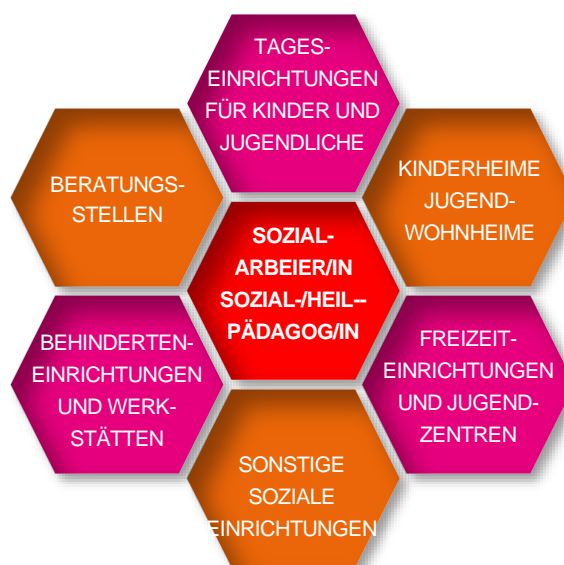 TAGES-
EINRICHTUNGEN
FÜR KINDER UND
JUGENDLICHE
BERATUNGS-
STELLEN
KINDERHEIME
JUGEND-
WOHNHEIME
SOZIAL-
ARBEIER/IN
SOZIAL-/HEIL--
PÄDAGOG/IN
BEHINDERTEN-
EINRICHTUNGEN
UND WERK-
STÄTTEN
FREIZEIT-
EINRICHTUNGEN
UND JUGEND-
ZENTREN
SONSTIGE
SOZIALE
EINRICHTUNGEN